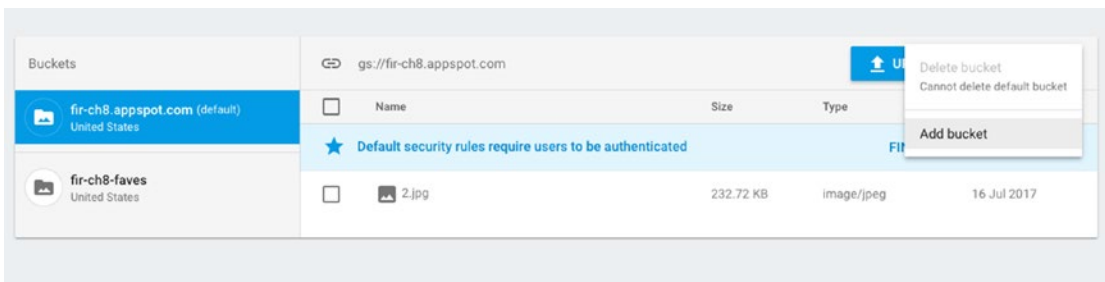 Buckets
fir-ch8.appspot.com (default)
United States
fir-ch8-faves
United States
gs://fir-ch8.appspot.com
Delete bucket
Cannot delete default bucket
Add bucket
Name Size Type
Default security rules require users to be authenticated
2.jpg 232.72 KB image/jpeg 16 Jul 2017